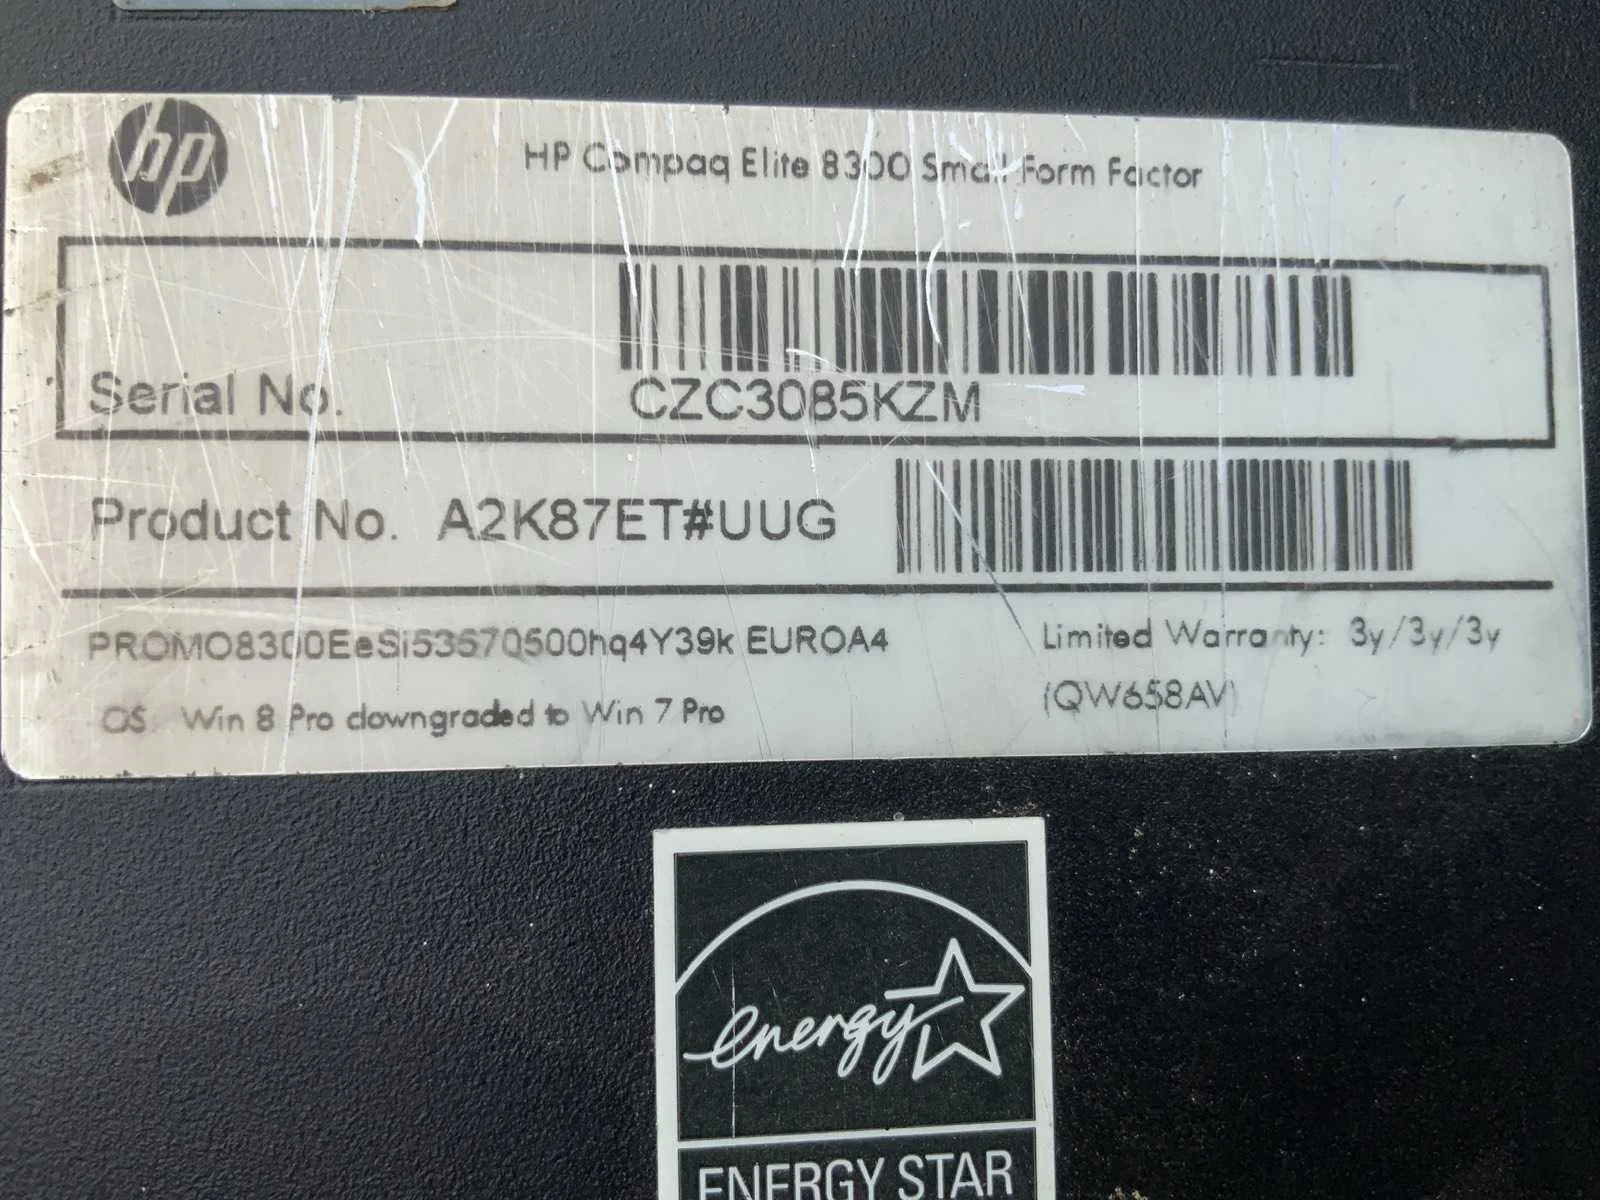 hp
HP Compaq Elite 8300 Small Form Factor
Serial No. CZC3085KZM
Product No. A2K87ET#UUG
PROMO8300EeSi53570500hq4Y39k EUROA4
Limited Warranty: 3y/3y/3y
(QW658AV)
OS: Win 8 Pro downgraded to Win 7 Pro
energy
ENERGY STAR